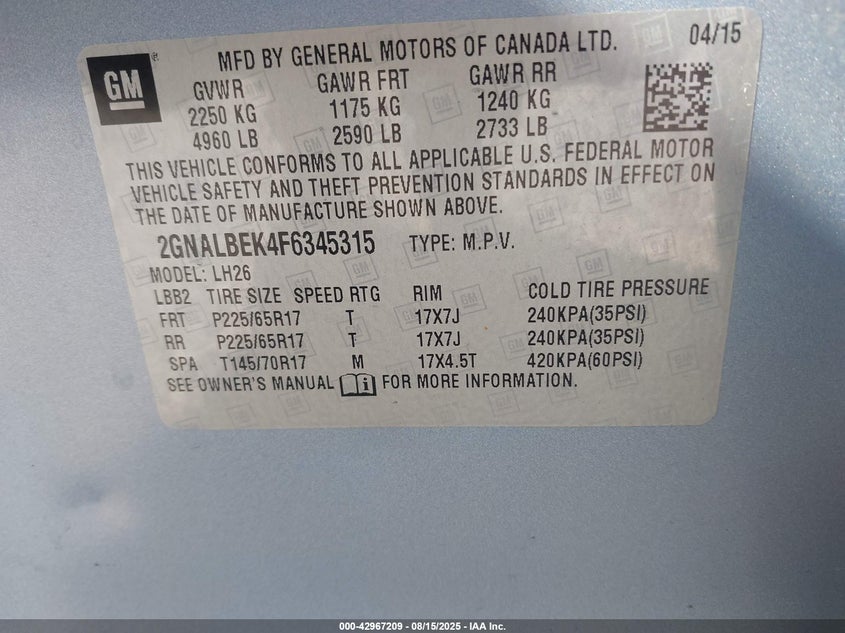 GM
®
MFD BY GENERAL MOTORS OF CANADA LTD. 04/15
GVWR GAWR FRT GAWR RR
2250 KG 1175 KG 1240 KG
4960 LB 2590 LB 2733 LB
THIS VEHICLE CONFORMS TO ALL APPLICABLE U.S. FEDERAL MOTOR
VEHICLE SAFETY AND THEFT PREVENTION STANDARDS IN EFFECT ON
THE DATE OF MANUFACTURE SHOWN ABOVE.
2GNALBEK4F6345315 TYPE: M.P.V.
MODEL: LH26
LBB2 TIRE SIZE SPEED RTG RIM COLD TIRE PRESSURE
FRT P225/65R17 T 17X7J 240KPA(35PSI)
RR P225/65R17 T 17X7J 240KPA(35PSI)
SPA T145/70R17 M 17X4.5T 420KPA(60PSI)
SEE OWNER'S MANUAL i FOR MORE INFORMATION.
000-42967209 - 08/15/2025 - IAA Inc.